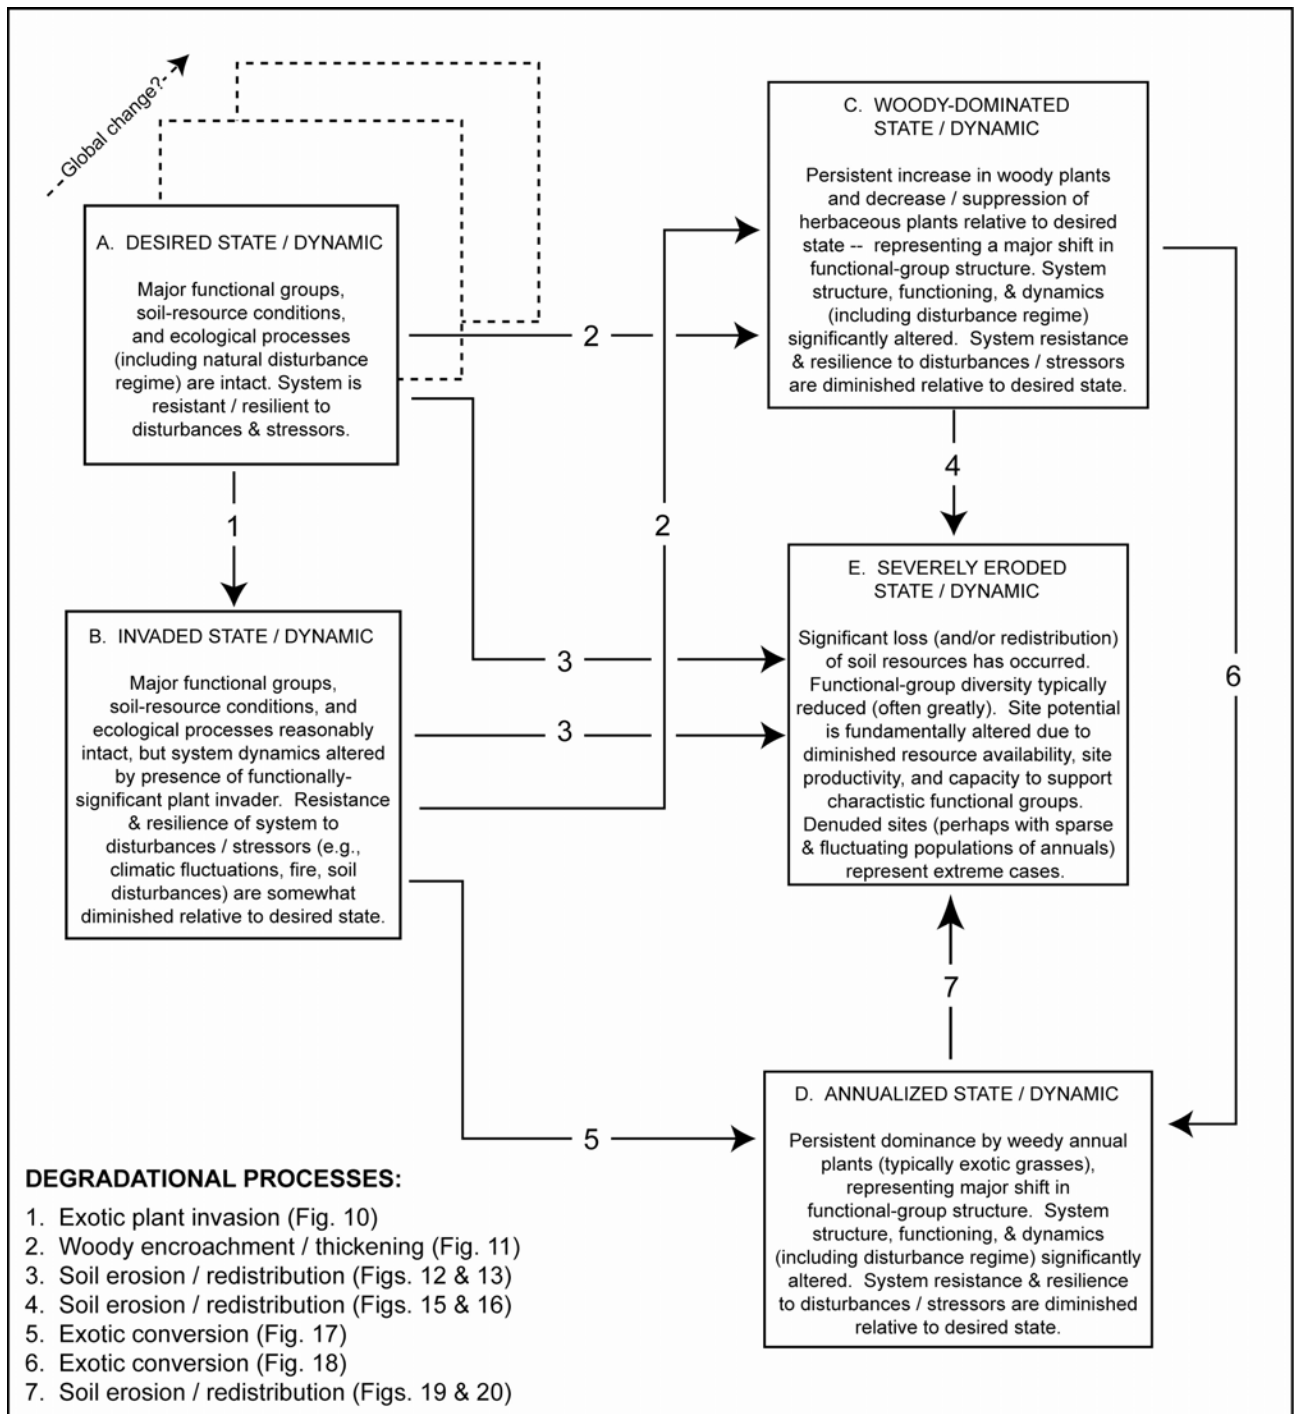 Global change?
A. DESIRED STATE / DYNAMIC
Major functional groups,
soil-resource conditions,
and ecological processes
(including natural disturbance
regime) are intact. System is
resistant / resilient to
disturbances & stressors.
1
B. INVADED STATE / DYNAMIC
Major functional groups,
soil-resource conditions, and
ecological processes reasonably
intact, but system dynamics altered
by presence of functionally-
significant plant invader. Resistance
& resilience of system to
disturbances / stressors (e.g.,
climatic fluctuations, fire, soil
disturbances) are somewhat
diminished relative to desired state.
2
2
3
3
5
C. WOODY-DOMINATED
STATE / DYNAMIC
Persistent increase in woody plants
and decrease / suppression of
herbaceous plants relative to desired
state -- representing a major shift in
functional-group structure. System
structure, functioning, & dynamics
(including disturbance regime)
significantly altered. System resistance
& resilience to disturbances / stressors
are diminished relative to desired state.
4
E. SEVERELY ERODED
STATE / DYNAMIC
Significant loss (and/or redistribution)
of soil resources has occurred.
Functional-group diversity typically
reduced (often greatly). Site potential
is fundamentally altered due to
diminished resource availability, site
productivity, and capacity to support
charactistic functional groups.
Denuded sites (perhaps with sparse
& fluctuating populations of annuals)
represent extreme cases.
6
7
D. ANNUALIZED STATE / DYNAMIC
Persistent dominance by weedy annual
plants (typically exotic grasses),
representing major shift in
functional-group structure. System
structure, functioning, & dynamics
(including disturbance regime) significantly
altered. System resistance & resilience
to disturbances / stressors are diminished
relative to desired state.
DEGRADATIONAL PROCESSES:
1. Exotic plant invasion (Fig. 10)
2. Woody encroachment / thickening (Fig. 11)
3. Soil erosion / redistribution (Figs. 12 & 13)
4. Soil erosion / redistribution (Figs. 15 & 16)
5. Exotic conversion (Fig. 17)
6. Exotic conversion (Fig. 18)
7. Soil erosion / redistribution (Figs. 19 & 20)